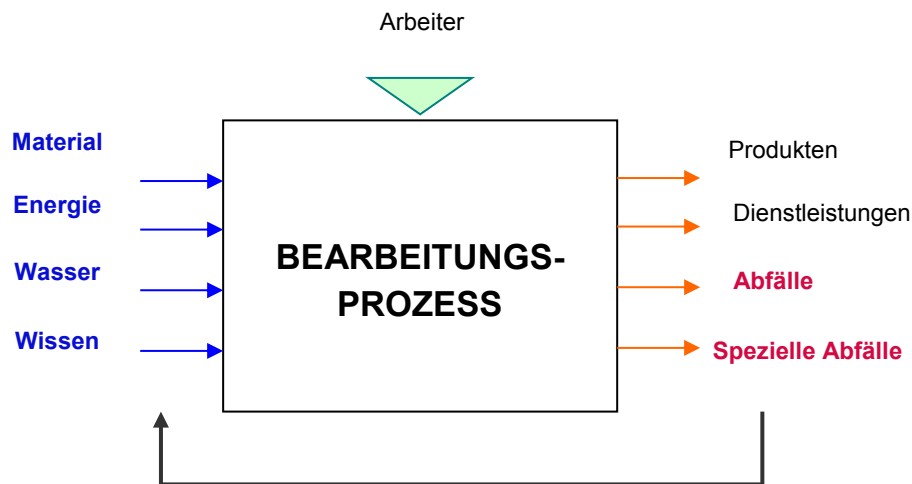 Arbeiter
Material
Energie
Wasser
Wissen
BEARBEITUNGS-
PROZESS
Produkten
Dienstleistungen
Abfälle
Spezielle Abfälle